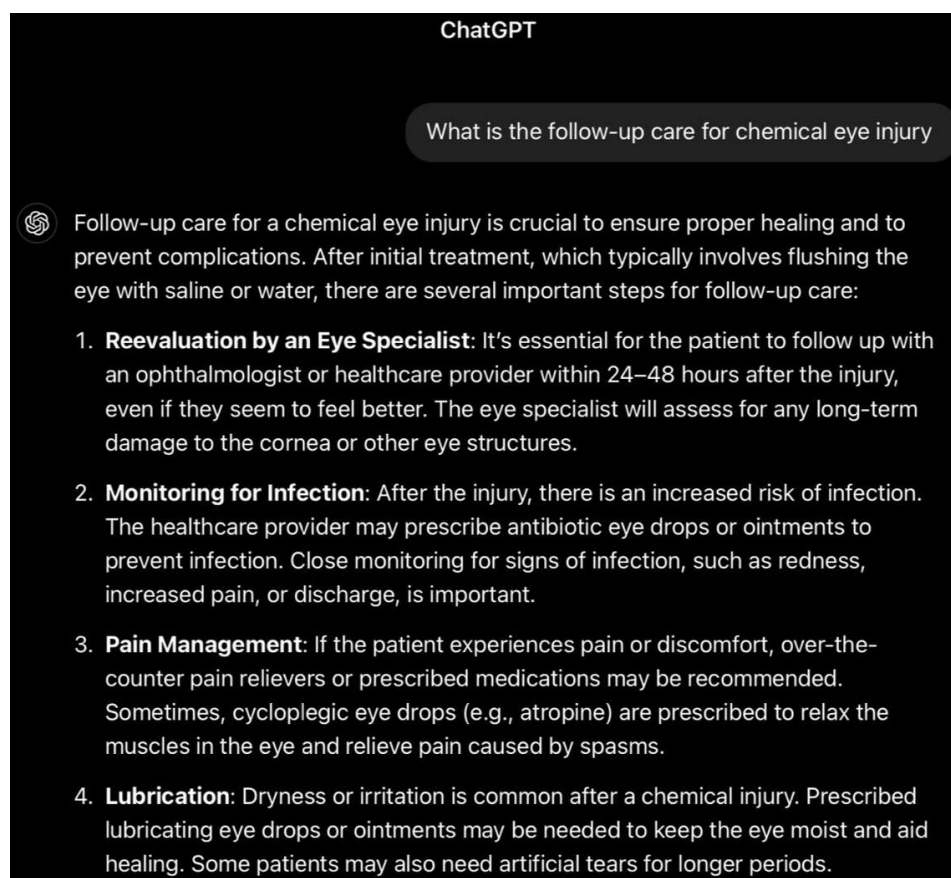 ChatGPT
What is the follow-up care for chemical eye injury
Follow-up care for a chemical eye injury is crucial to ensure proper healing and to
prevent complications. After initial treatment, which typically involves flushing the
eye with saline or water, there are several important steps for follow-up care:
1. Reevaluation by an Eye Specialist: It’s essential for the patient to follow up with
an ophthalmologist or healthcare provider within 24–48 hours after the injury,
even if they seem to feel better. The eye specialist will assess for any long-term
damage to the cornea or other eye structures.
2. Monitoring for Infection: After the injury, there is an increased risk of infection.
The healthcare provider may prescribe antibiotic eye drops or ointments to
prevent infection. Close monitoring for signs of infection, such as redness,
increased pain, or discharge, is important.
3. Pain Management: If the patient experiences pain or discomfort, over-the-
counter pain relievers or prescribed medications may be recommended.
Sometimes, cycloplegic eye drops (e.g., atropine) are prescribed to relax the
muscles in the eye and relieve pain caused by spasms.
4. Lubrication: Dryness or irritation is common after a chemical injury. Prescribed
lubricating eye drops or ointments may be needed to keep the eye moist and aid
healing. Some patients may also need artificial tears for longer periods.